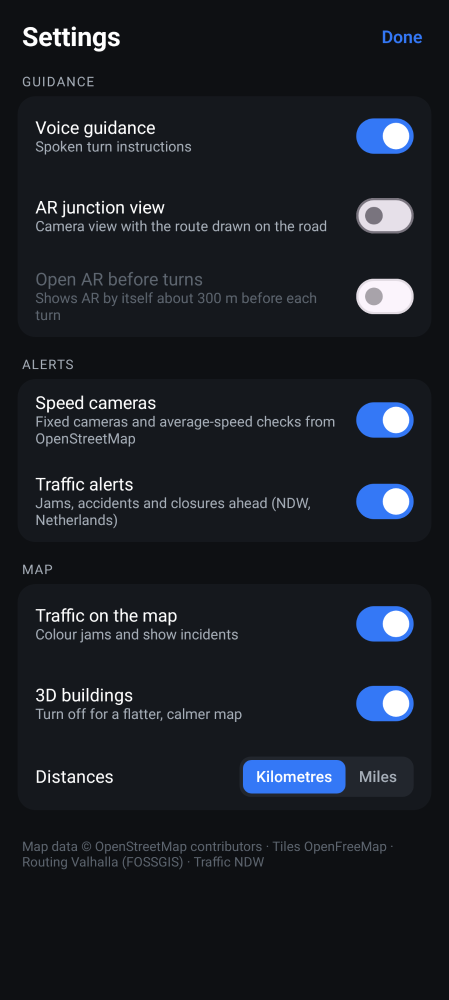 Settings
Done
GUIDANCE
Voice guidance
Spoken turn instructions
AR junction view
Camera view with the route drawn on the road
Open AR before turns
Shows AR by itself about 300 m before each
turn
ALERTS
Speed cameras
Fixed cameras and average-speed checks from
OpenStreetMap
Traffic alerts
Jams, accidents and closures ahead (NDW,
Netherlands)
MAP
Traffic on the map
Colour jams and show incidents
3D buildings
Turn off for a flatter, calmer map
Distances
Kilometres
Miles
Map data © OpenStreetMap contributors · Tiles OpenFreeMap ·
Routing Valhalla (FOSSGIS) · Traffic NDW